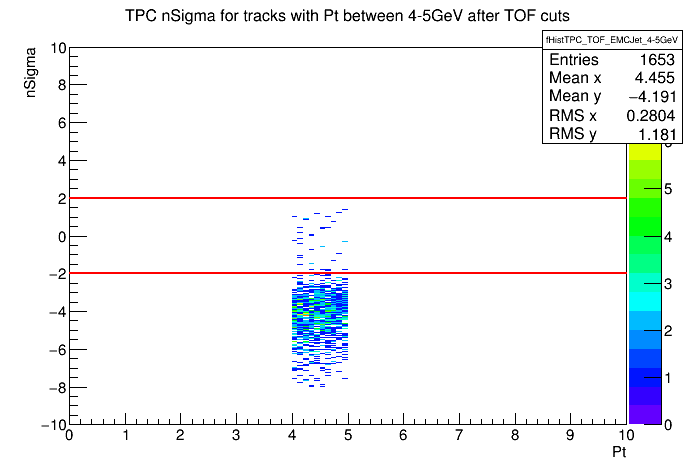 TPC nSigma for tracks with Pt between 4-5GeV after TOF cuts
fHistTPC_TOF_EMCJet_4-5GeV
Entries 1653
Mean x 4.455
Mean y −4.191
RMS x 0.2804
RMS y 1.181
nSigma
10
8
6
4
2
0
−2
−4
−6
−8
−10
0 1 2 3 4 5 6 7 8 9 10
Pt
5
4
3
2
1
0